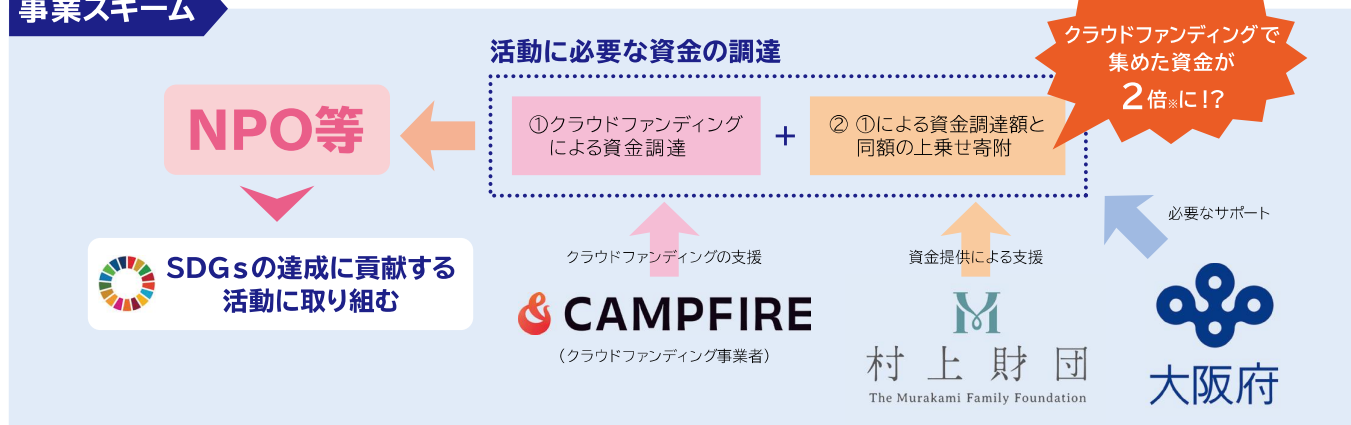 事業スキーム
活動に必要な資金の調達
クラウドファンディングで
集めた資金が
2倍※に!?
NPO等
①クラウドファンディング
による資金調達
+
② ①による資金調達額と
同額の上乗せ寄附
必要なサポート
クラウドファンディングの支援
資金提供による支援
SDGsの達成に貢献する
活動に取り組む
CAMPFIRE
(クラウドファンディング事業者)
村上財団
The Murakami Family Foundation
大阪府